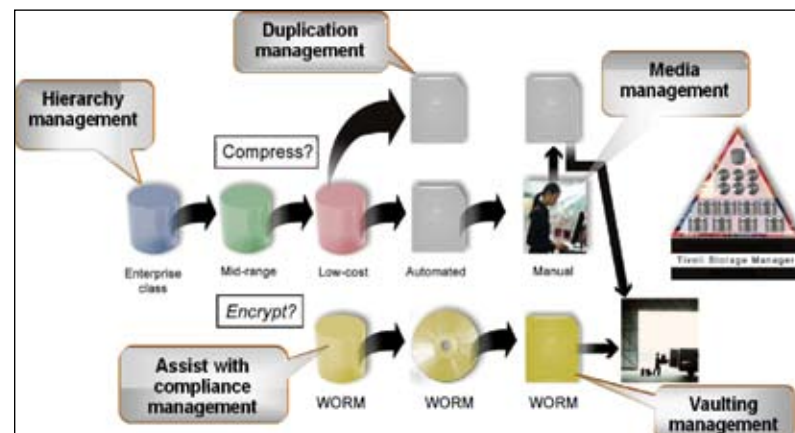 Duplication
management
Hierarchy
management
Media
management
Compress?
Enterprise
class
Mid-range
Low-cost
Automated
Manual
Tivoli Storage Manager
Encrypt?
Assist with
compliance
management
WORM
WORM
WORM
Vaulting
management